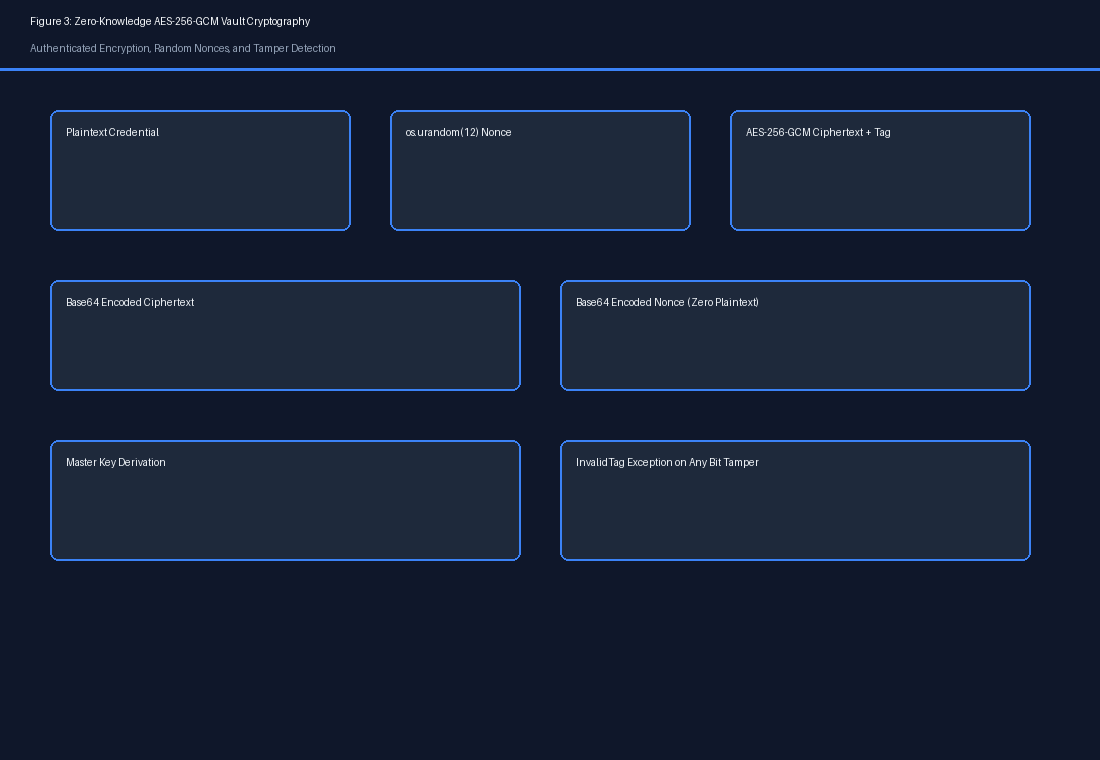 Figure 3: Zero-Knowledge AES-256-GCM Vault Cryptography
Authenticated Encryption, Random Nonces, and Tamper Detection
Plaintext Credential
os.urandom(12) Nonce
AES-256-GCM Ciphertext + Tag
Base64 Encoded Ciphertext
Base64 Encoded Nonce (Zero Plaintext)
Master Key Derivation
InvalidTag Exception on Any Bit Tamper